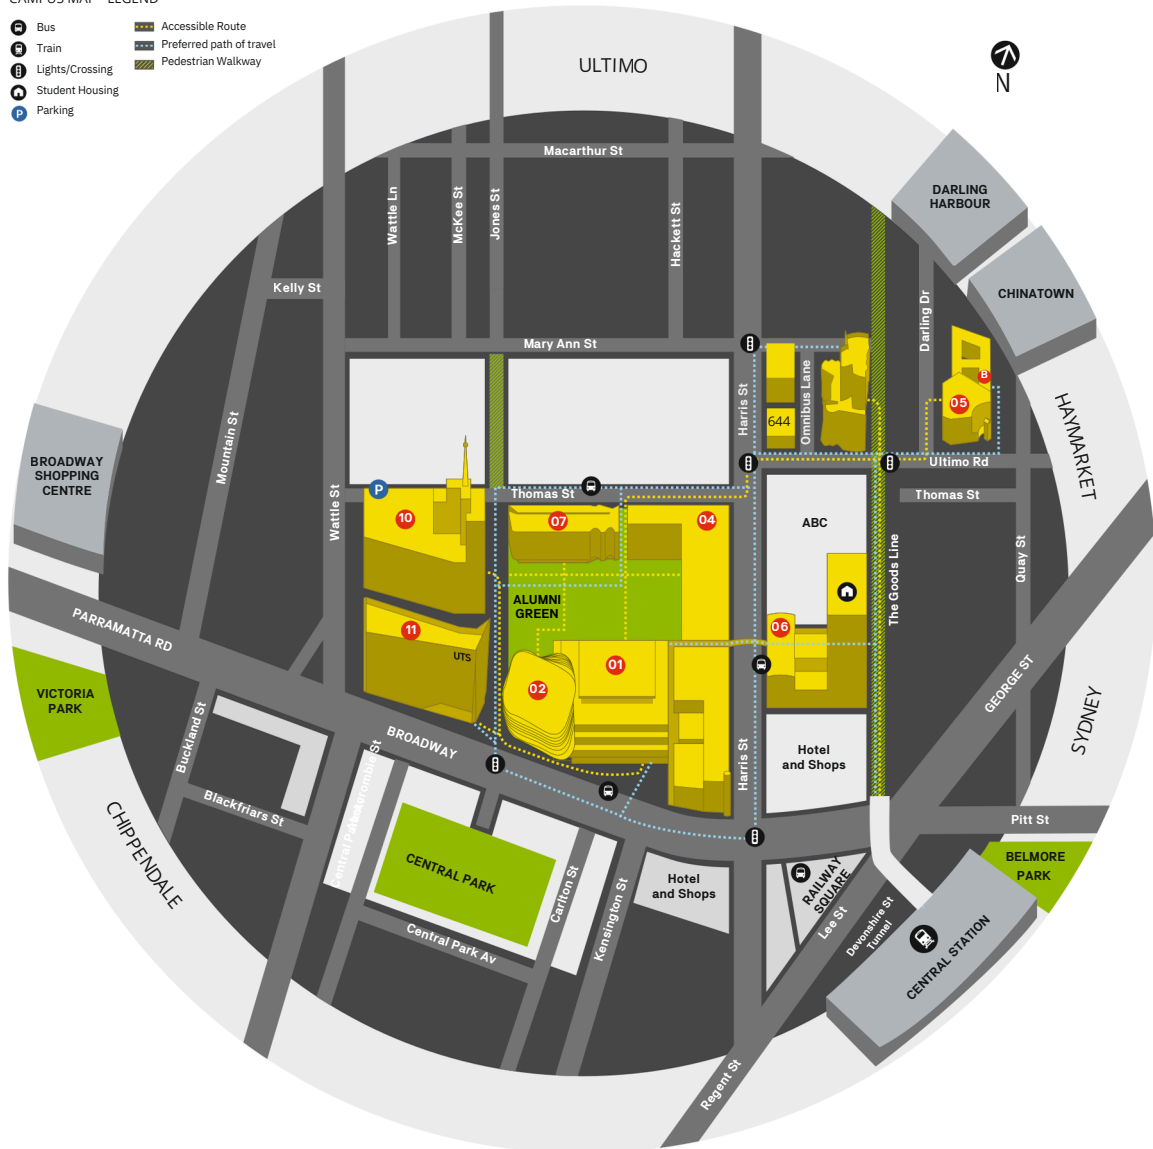 CAMPUS MAP – LEGEND
Bus
Train
Lights/Crossing
Student Housing
P
Parking
Accessible Route
Preferred path of travel
Pedestrian Walkway
N
ULTIMO
Macarthur St
Wattle Ln
McKee St
Jones St
Hackett St
DARLING
HARBOUR
CHINATOWN
Kelly St
Mary Ann St
Mountain St
Harris St
Omnibus Lane
Darling Dr
644
B
05
HAYMARKET
BROADWAY
SHOPPING
CENTRE
Wattle St
P
Thomas St
Ultimo Rd
Thomas St
10
07
04
ABC
The Goods Line
Quay St
ALUMNI
GREEN
11
UTS
06
01
02
PARRAMATTA RD
VICTORIA
PARK
GEORGE ST
SYDNEY
Buckland St
BROADWAY
Harris St
Hotel
and Shops
Blackfriars St
CHIPPENDALE
CENTRAL PARK
Carlton St
Kensington St
Central Park Av
Hotel
and Shops
RAILWAY
SQUARE
Lee St
Devonshire St
Tunnel
Pitt St
BELMORE
PARK
CENTRAL STATION
Regent St